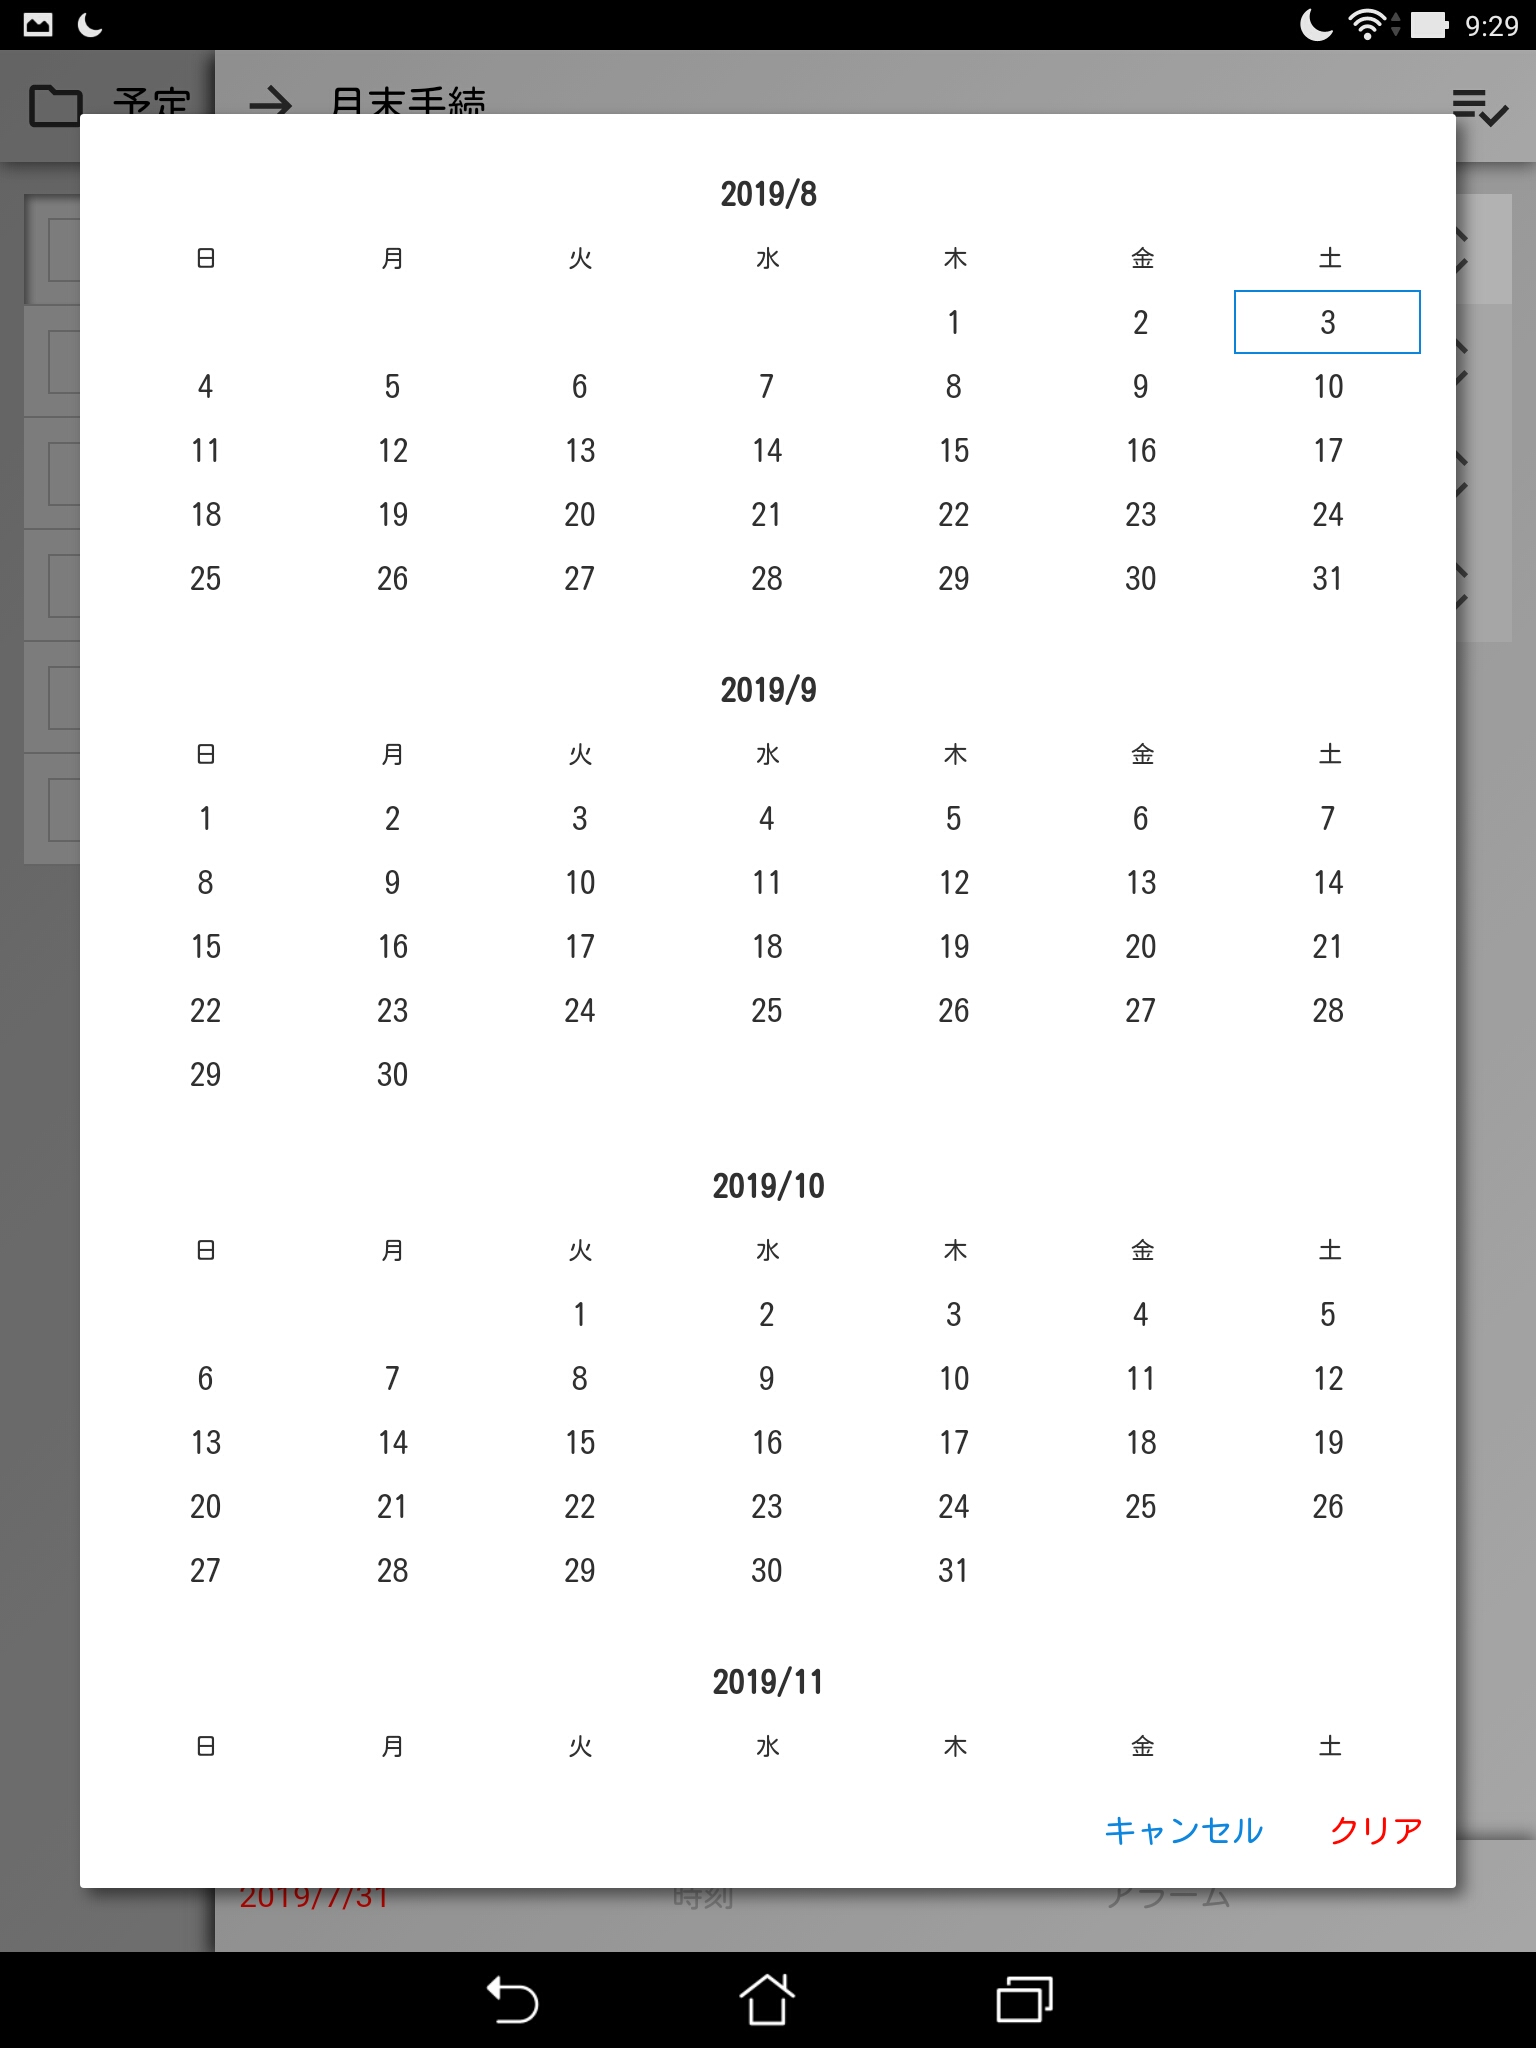 9:29
予定
月末手続
2019/8
日 月 火 水 木 金 土
1 2 3
4 5 6 7 8 9 10
11 12 13 14 15 16 17
18 19 20 21 22 23 24
25 26 27 28 29 30 31
2019/9
日 月 火 水 木 金 土
1 2 3 4 5 6 7
8 9 10 11 12 13 14
15 16 17 18 19 20 21
22 23 24 25 26 27 28
29 30
2019/10
日 月 火 水 木 金 土
1 2 3 4 5
6 7 8 9 10 11 12
13 14 15 16 17 18 19
20 21 22 23 24 25 26
27 28 29 30 31
2019/11
日 月 火 水 木 金 土
キャンセル クリア
2019/7/31 時刻 アラーム